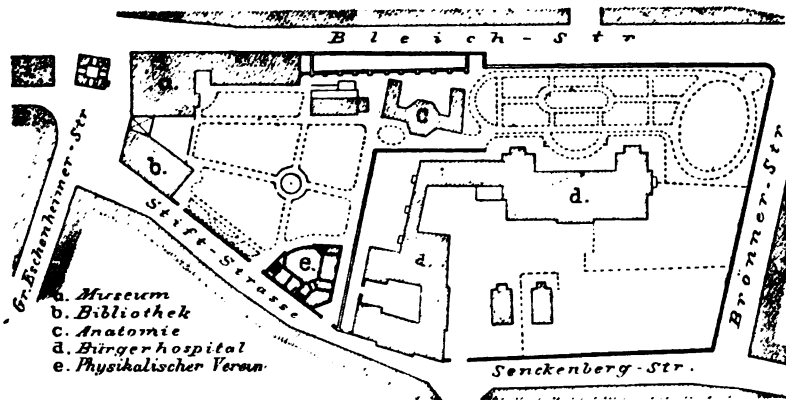 Bleich-Str
a.
c
b.
d.
e.
d.
Gr. Eschenheimer-Str
Stift-Strasse
Brönner-Str
a. Museum
b. Bibliothek
c. Anatomie
d. Bürgerhospital
e. Physikalischer Verein
Senckenberg-Str.